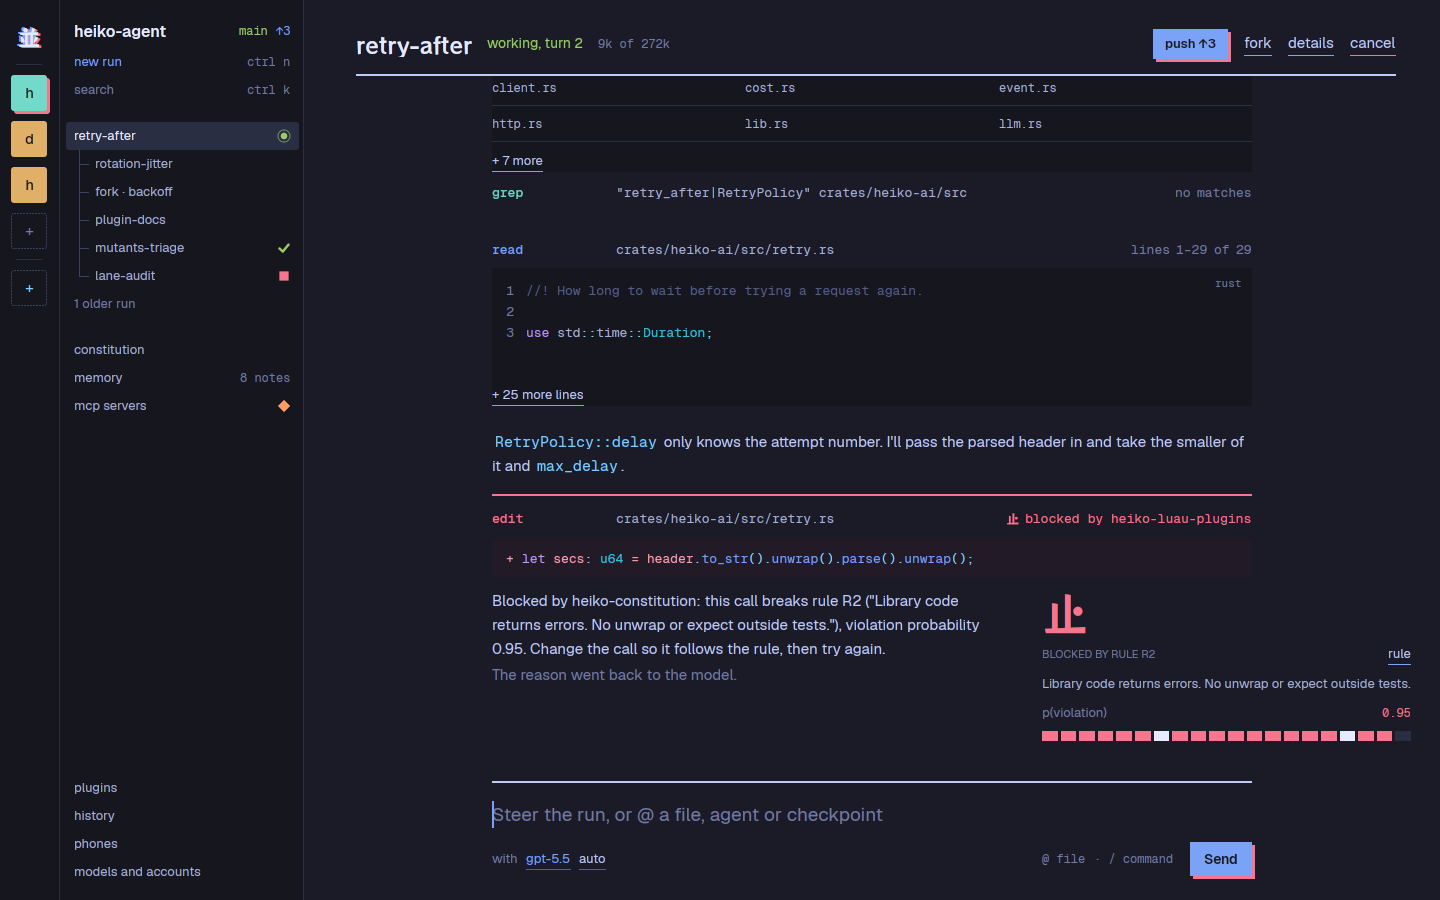 heiko-agent
main ↑3
new run
ctrl n
search
ctrl k
h
d
h
+
+
retry-after
rotation-jitter
fork · backoff
plugin-docs
mutants-triage
lane-audit
1 older run
constitution
memory
8 notes
mcp servers
plugins
history
phones
models and accounts
retry-after
working, turn 2
9k of 272k
push ↑3
fork
details
cancel
client.rs
cost.rs
event.rs
http.rs
lib.rs
llm.rs
+ 7 more
grep
"retry_after|RetryPolicy" crates/heiko-ai/src
no matches
read
crates/heiko-ai/src/retry.rs
lines 1-29 of 29
rust
1 //! How long to wait before trying a request again.
2
3 use std::time::Duration;
+ 25 more lines
RetryPolicy::delay only knows the attempt number. I'll pass the parsed header in and take the smaller of
it and max_delay.
edit
crates/heiko-ai/src/retry.rs
止 blocked by heiko-luau-plugins
+ let secs: u64 = header.to_str().unwrap().parse().unwrap();
Blocked by heiko-constitution: this call breaks rule R2 ("Library code
returns errors. No unwrap or expect outside tests."), violation probability
0.95. Change the call so it follows the rule, then try again.
The reason went back to the model.
止
BLOCKED BY RULE R2
rule
Library code returns errors. No unwrap or expect outside tests.
p(violation)
0.95
Steer the run, or @ a file, agent or checkpoint
with gpt-5.5 auto
@ file · / command
Send